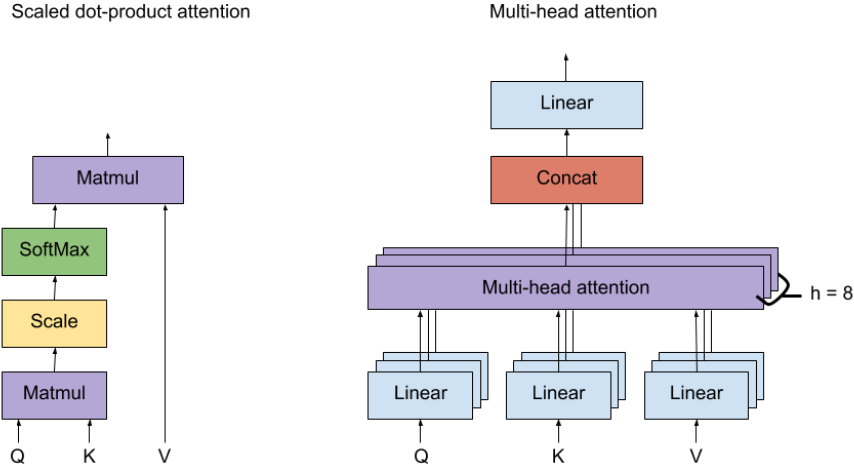 Scaled dot-product attention
Matmul
SoftMax
Scale
Matmul
Q K V
Multi-head attention
Linear
Concat
Multi-head attention
h = 8
Linear Linear Linear
Q K V